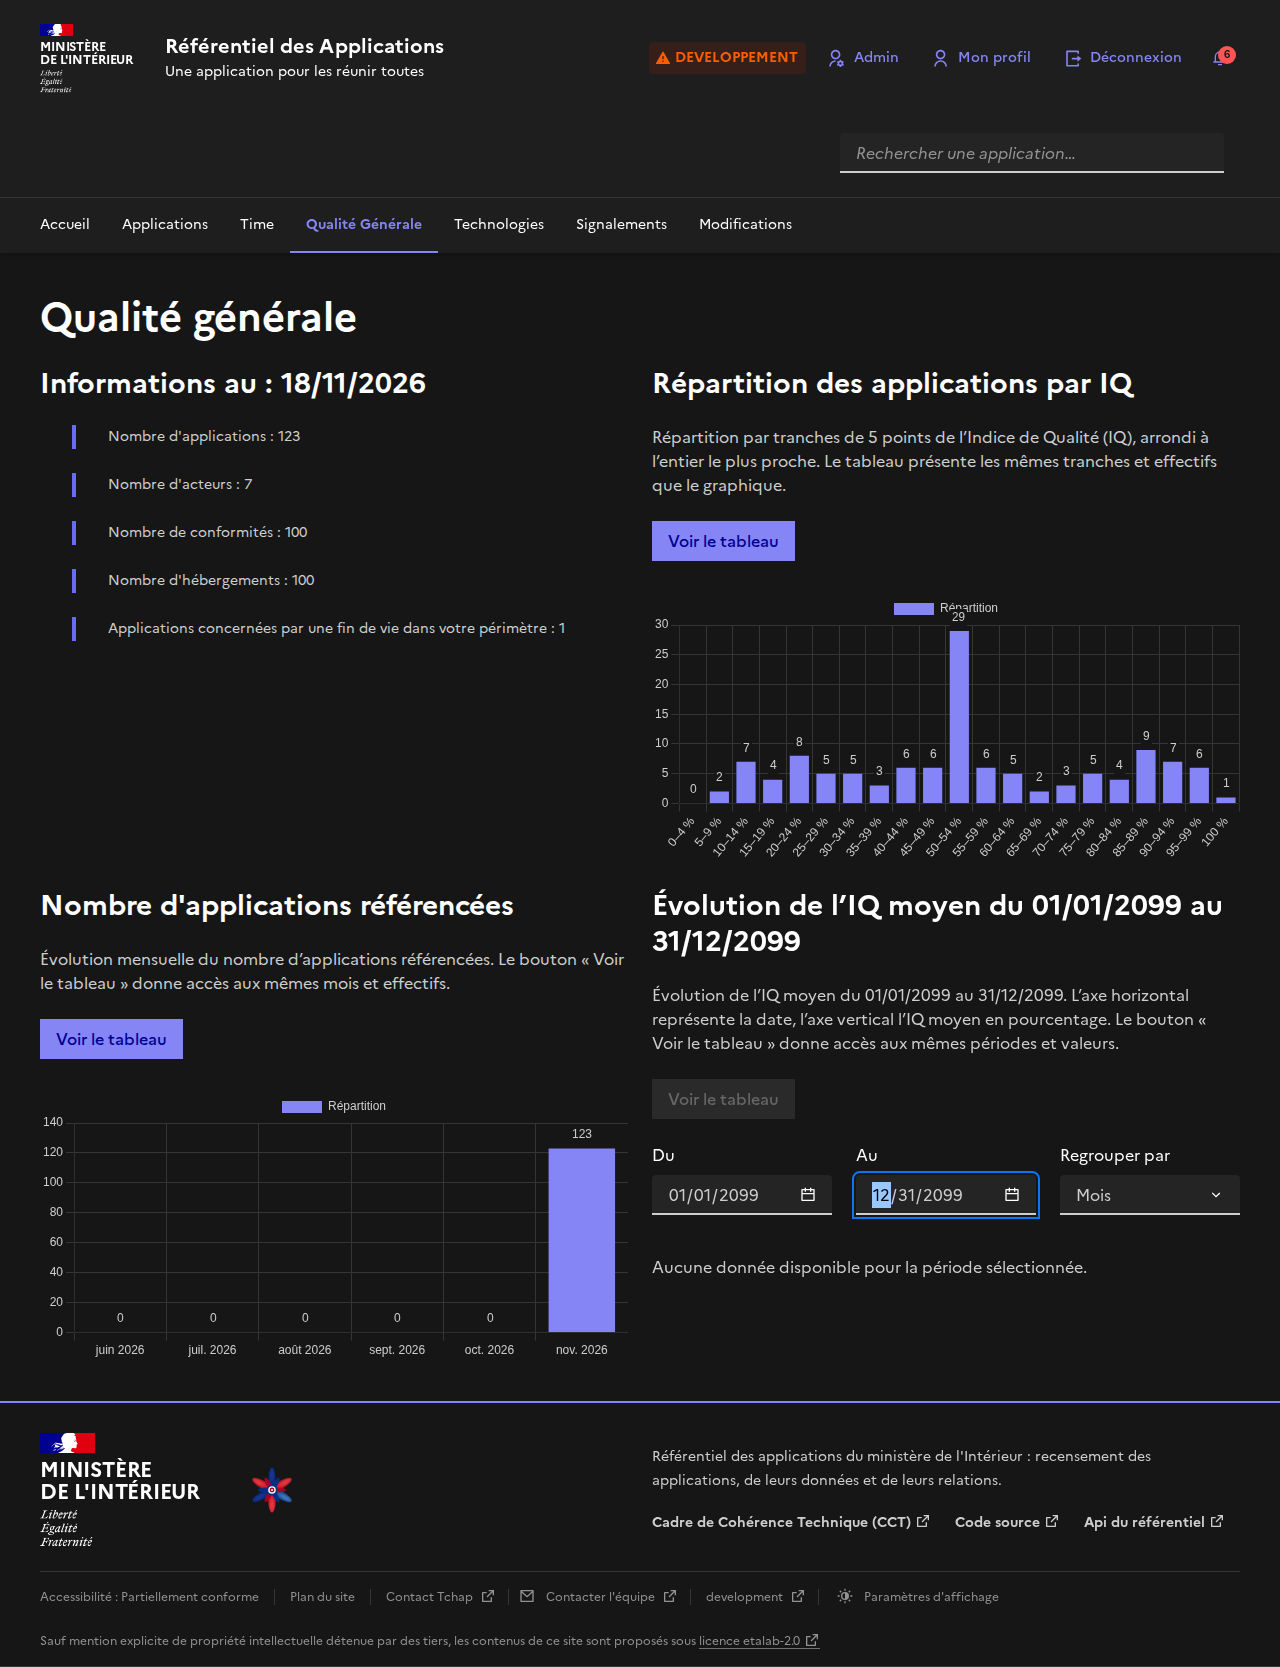 MINISTÈRE
DE L'INTÉRIEUR
Liberté
Égalité
Fraternité
Référentiel des Applications
Une application pour les réunir toutes
DEVELOPPEMENT
Admin
Mon profil
Déconnexion
6
Rechercher une application…
Accueil
Applications
Time
Qualité Générale
Technologies
Signalements
Modifications
Qualité générale
Informations au : 18/11/2026
Nombre d'applications : 123
Nombre d'acteurs : 7
Nombre de conformités : 100
Nombre d'hébergements : 100
Applications concernées par une fin de vie dans votre périmètre : 1
Répartition des applications par IQ
Répartition par tranches de 5 points de l’Indice de Qualité (IQ), arrondi à
l’entier le plus proche. Le tableau présente les mêmes tranches et effectifs
que le graphique.
Voir le tableau
Répartition
30
25
20
15
10
5
0
0 2 7 4 8 5 5 3 6 6 29 6 5 2 3 5 4 9 7 6 1
0–4 % 5–9 % 10–14 % 15–19 % 20–24 % 25–29 % 30–34 % 35–39 % 40–44 % 45–49 % 50–54 % 55–59 % 60–64 % 65–69 % 70–74 % 75–79 % 80–84 % 85–89 % 90–94 % 95–99 % 100 %
Nombre d'applications référencées
Évolution mensuelle du nombre d’applications référencées. Le bouton « Voir
le tableau » donne accès aux mêmes mois et effectifs.
Voir le tableau
Répartition
140
120
100
80
60
40
20
0
0 0 0 0 0 123
juin 2026 juil. 2026 août 2026 sept. 2026 oct. 2026 nov. 2026
Évolution de l’IQ moyen du 01/01/2099 au
31/12/2099
Évolution de l’IQ moyen du 01/01/2099 au 31/12/2099. L’axe horizontal
représente la date, l’axe vertical l’IQ moyen en pourcentage. Le bouton «
Voir le tableau » donne accès aux mêmes périodes et valeurs.
Voir le tableau
Du
01/01/2099
Au
12/31/2099
Regrouper par
Mois
Aucune donnée disponible pour la période sélectionnée.
MINISTÈRE
DE L'INTÉRIEUR
Liberté
Égalité
Fraternité
Référentiel des applications du ministère de l'Intérieur : recensement des
applications, de leurs données et de leurs relations.
Cadre de Cohérence Technique (CCT)
Code source
Api du référentiel
Accessibilité : Partiellement conforme
Plan du site
Contact Tchap
Contacter l'équipe
development
Paramètres d'affichage
Sauf mention explicite de propriété intellectuelle détenue par des tiers, les contenus de ce site sont proposés sous licence etalab-2.0